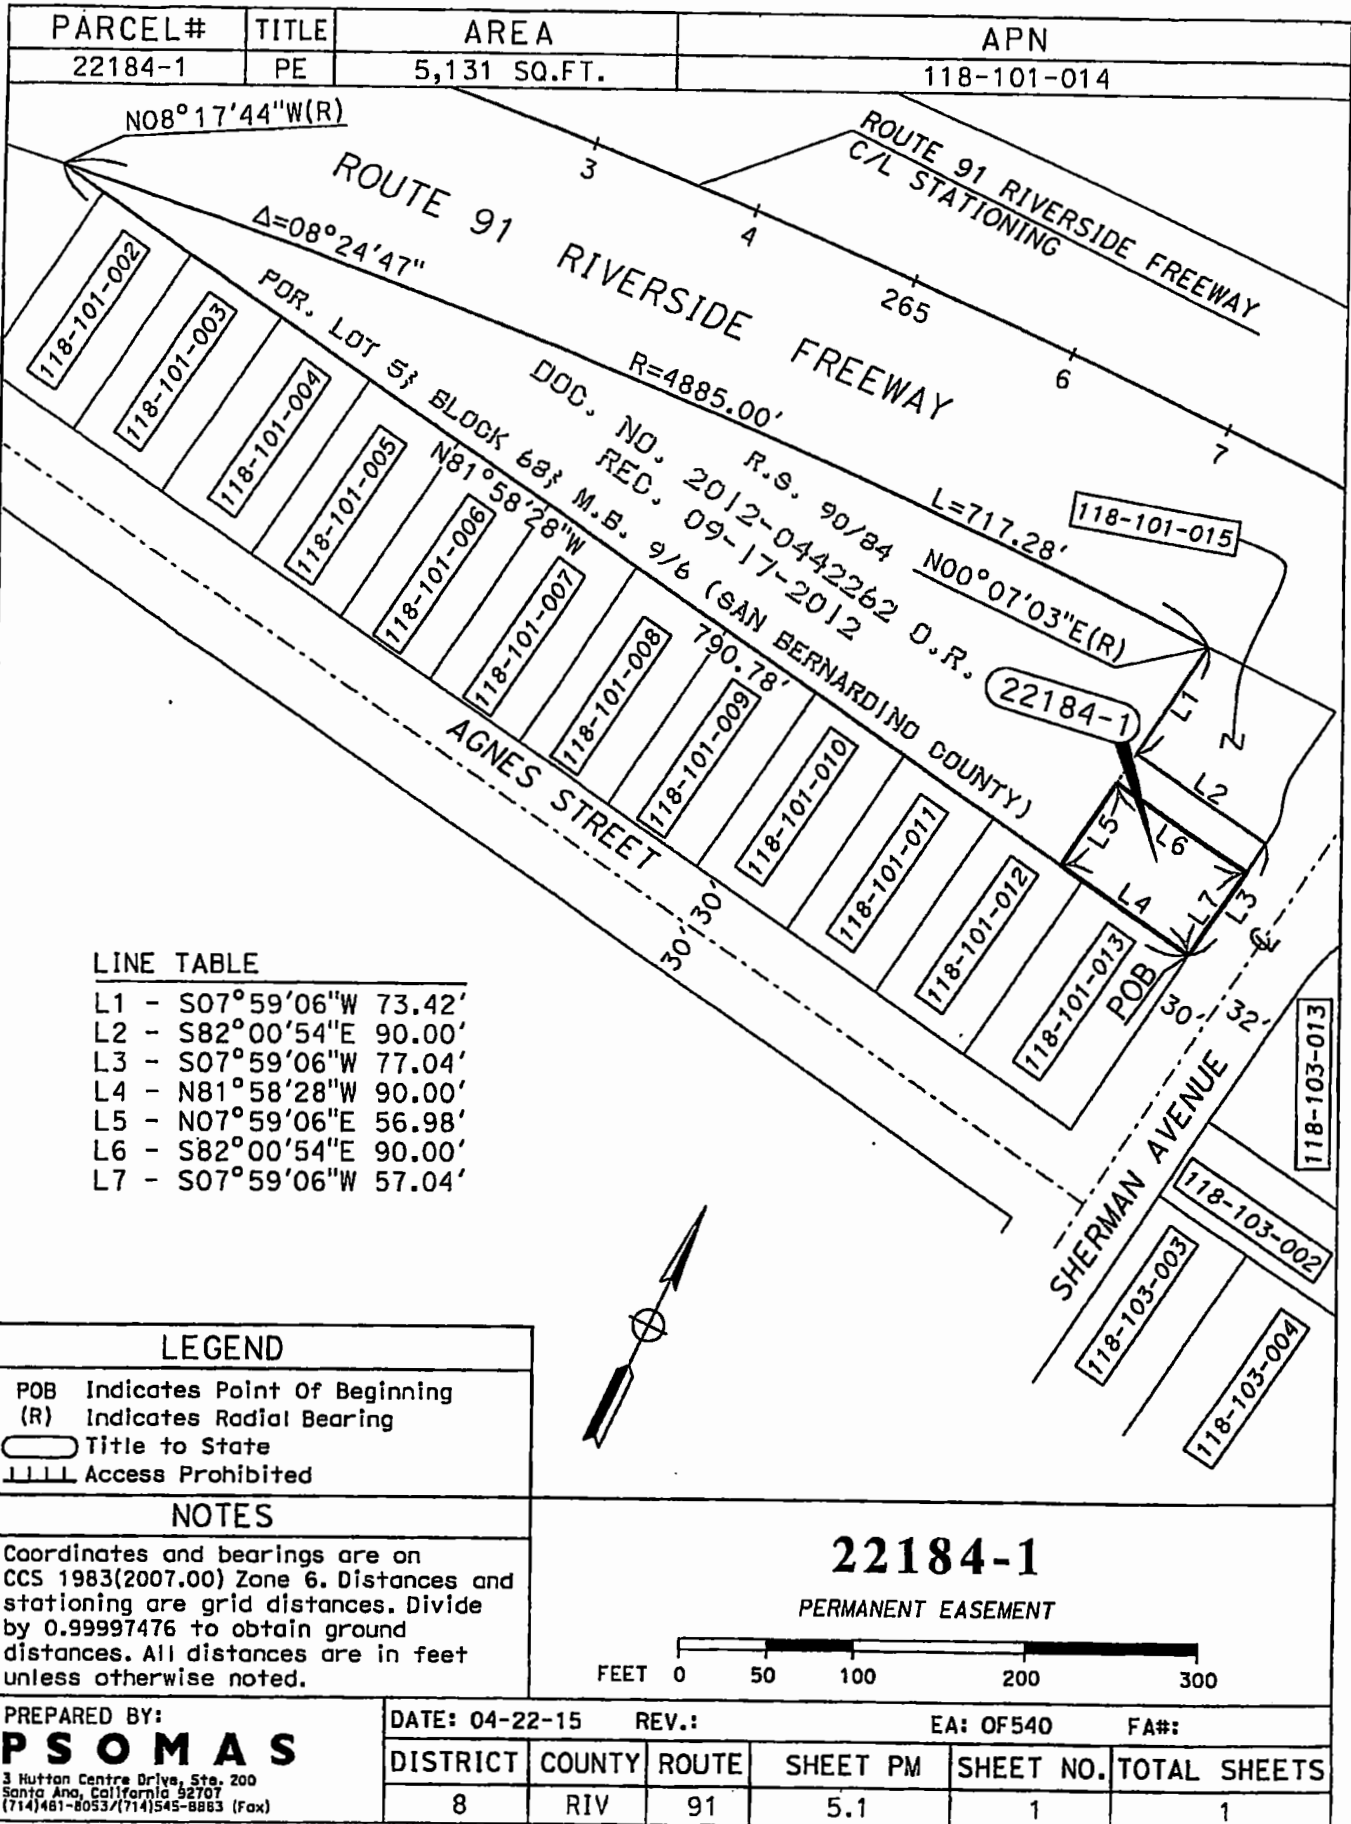 PARCEL# TITLE AREA APN
22184-1 PE 5,131 SQ.FT. 118-101-014
N08°17'44"W(R)
3
4
265
6
7
ROUTE 91 RIVERSIDE FREEWAY
C/L STATIONING
ROUTE 91 RIVERSIDE FREEWAY
Δ=08°24'47"
R=4885.00'
L=717.28'
POR. LOT 5; BLOCK 68; M.B. 9/6 (SAN BERNARDINO COUNTY)
R.S. 90/84
DOC. NO. 2012-0442262 O.R.
REC. 09-17-2012
N00°07'03"E(R)
118-101-015
Z
22184-1
N81°58'28"W
790.78'
118-101-002
118-101-003
118-101-004
118-101-005
118-101-006
118-101-007
118-101-008
118-101-009
118-101-010
118-101-011
118-101-012
118-101-013
L1
L2
L5
L6
L4
L7
L3
POB
AGNES STREET
30'
30'
30'
32'
SHERMAN AVENUE
118-103-013
118-103-002
118-103-003
118-103-004
LINE TABLE
L1 - S07°59'06"W 73.42'
L2 - S82°00'54"E 90.00'
L3 - S07°59'06"W 77.04'
L4 - N81°58'28"W 90.00'
L5 - N07°59'06"E 56.98'
L6 - S82°00'54"E 90.00'
L7 - S07°59'06"W 57.04'
LEGEND
POB Indicates Point Of Beginning
(R) Indicates Radial Bearing
Title to State
Access Prohibited
NOTES
Coordinates and bearings are on
CCS 1983(2007.00) Zone 6. Distances and
stationing are grid distances. Divide
by 0.99997476 to obtain ground
distances. All distances are in feet
unless otherwise noted.
22184-1
PERMANENT EASEMENT
FEET 0 50 100 200 300
PREPARED BY:
PSOMAS
3 Hutton Centre Drive, Ste. 200
Santa Ana, California 92707
(714)481-8053/(714)545-8883 (Fax)
DATE: 04-22-15 REV.: EA: OF540 FA#:
DISTRICT COUNTY ROUTE SHEET PM SHEET NO. TOTAL SHEETS
8 RIV 91 5.1 1 1